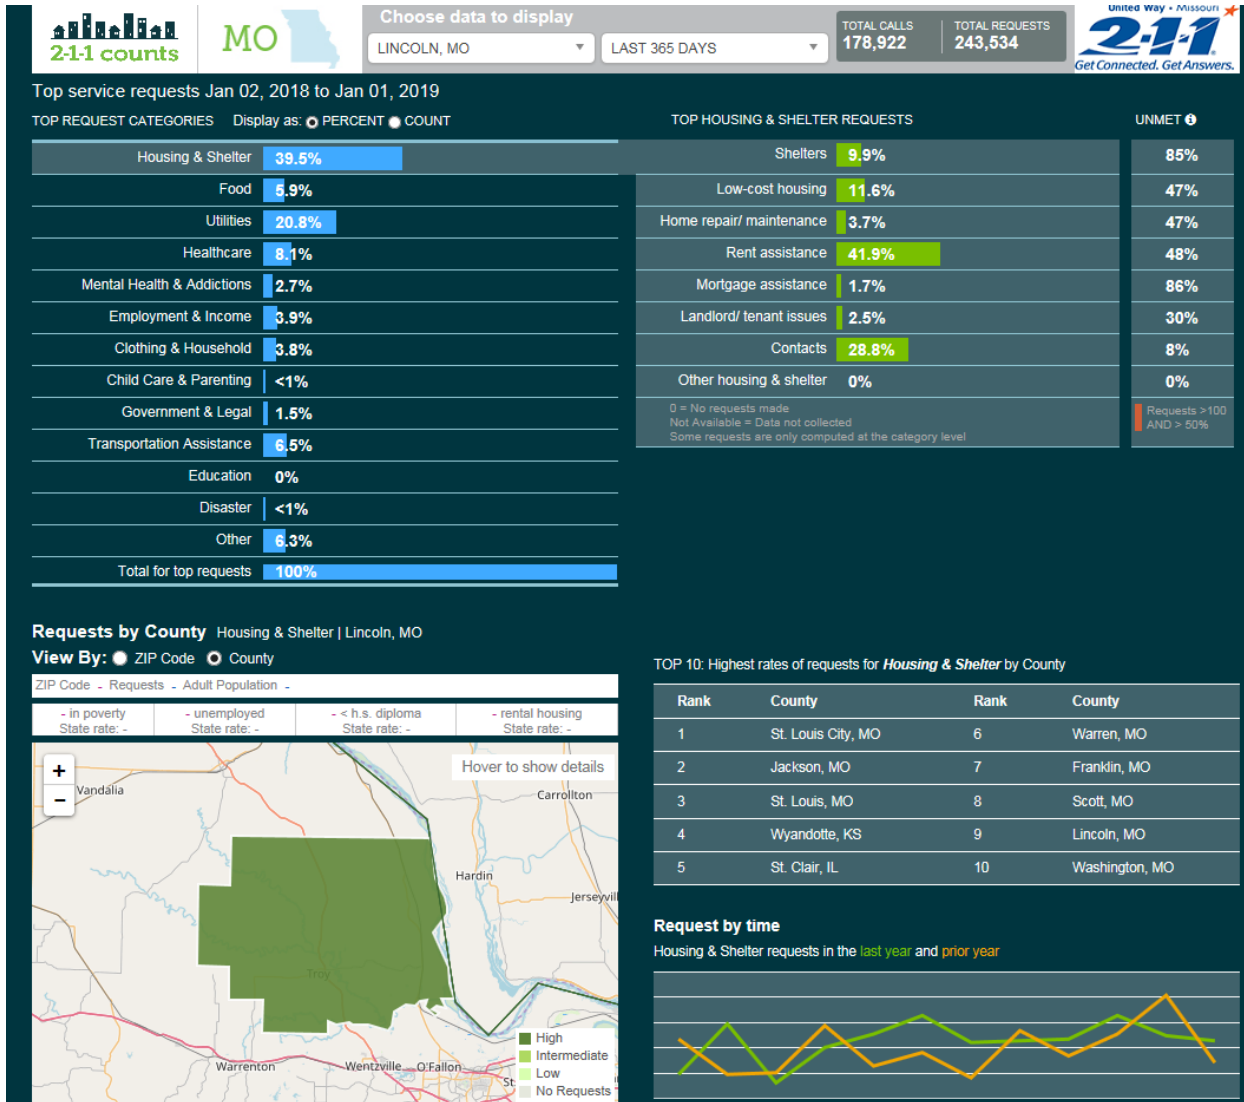 2-1-1 counts
MO
Choose data to display
LINCOLN, MO
LAST 365 DAYS
TOTAL CALLS
178,922
TOTAL REQUESTS
243,534
United Way • Missouri
2-1-1
Get Connected. Get Answers.
Top service requests Jan 02, 2018 to Jan 01, 2019
TOP REQUEST CATEGORIES Display as: PERCENT COUNT
Housing & Shelter 39.5%
Food 5.9%
Utilities 20.8%
Healthcare 8.1%
Mental Health & Addictions 2.7%
Employment & Income 3.9%
Clothing & Household 3.8%
Child Care & Parenting <1%
Government & Legal 1.5%
Transportation Assistance 6.5%
Education 0%
Disaster <1%
Other 6.3%
Total for top requests 100%
TOP HOUSING & SHELTER REQUESTS UNMET
Shelters 9.9% 85%
Low-cost housing 11.6% 47%
Home repair/ maintenance 3.7% 47%
Rent assistance 41.9% 48%
Mortgage assistance 1.7% 86%
Landlord/ tenant issues 2.5% 30%
Contacts 28.8% 8%
Other housing & shelter 0% 0%
0 = No requests made
Not Available = Data not collected
Some requests are only computed at the category level
Requests >100
AND > 50%
Requests by County Housing & Shelter | Lincoln, MO
View By: ZIP Code County
ZIP Code - Requests - Adult Population -
- in poverty
State rate: -
- unemployed
State rate: -
- < h.s. diploma
State rate: -
- rental housing
State rate: -
+
−
Hover to show details
Vandalia
Carrollton
Hardin
Jerseyvil
Troy
Warrenton
Wentzville
O'Fallon
St
High
Intermediate
Low
No Requests
TOP 10: Highest rates of requests for Housing & Shelter by County
Rank County Rank County
1 St. Louis City, MO 6 Warren, MO
2 Jackson, MO 7 Franklin, MO
3 St. Louis, MO 8 Scott, MO
4 Wyandotte, KS 9 Lincoln, MO
5 St. Clair, IL 10 Washington, MO
Request by time
Housing & Shelter requests in the last year and prior year